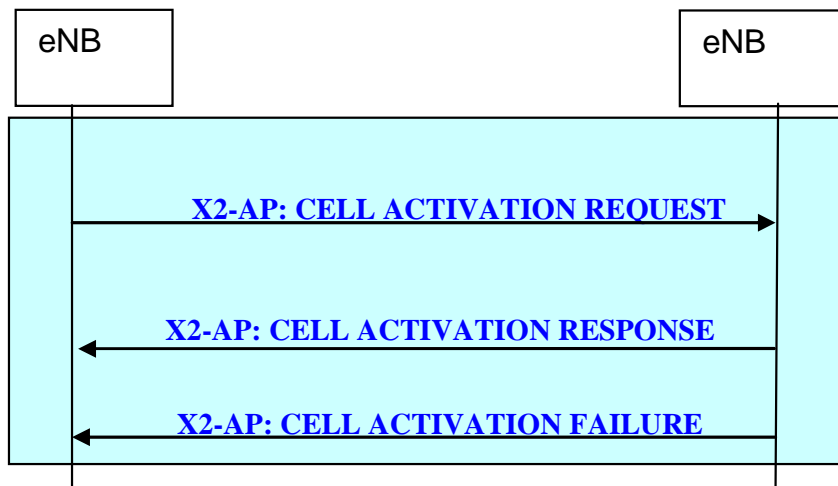 eNB
eNB
X2-AP: CELL ACTIVATION REQUEST
X2-AP: CELL ACTIVATION RESPONSE
X2-AP: CELL ACTIVATION FAILURE